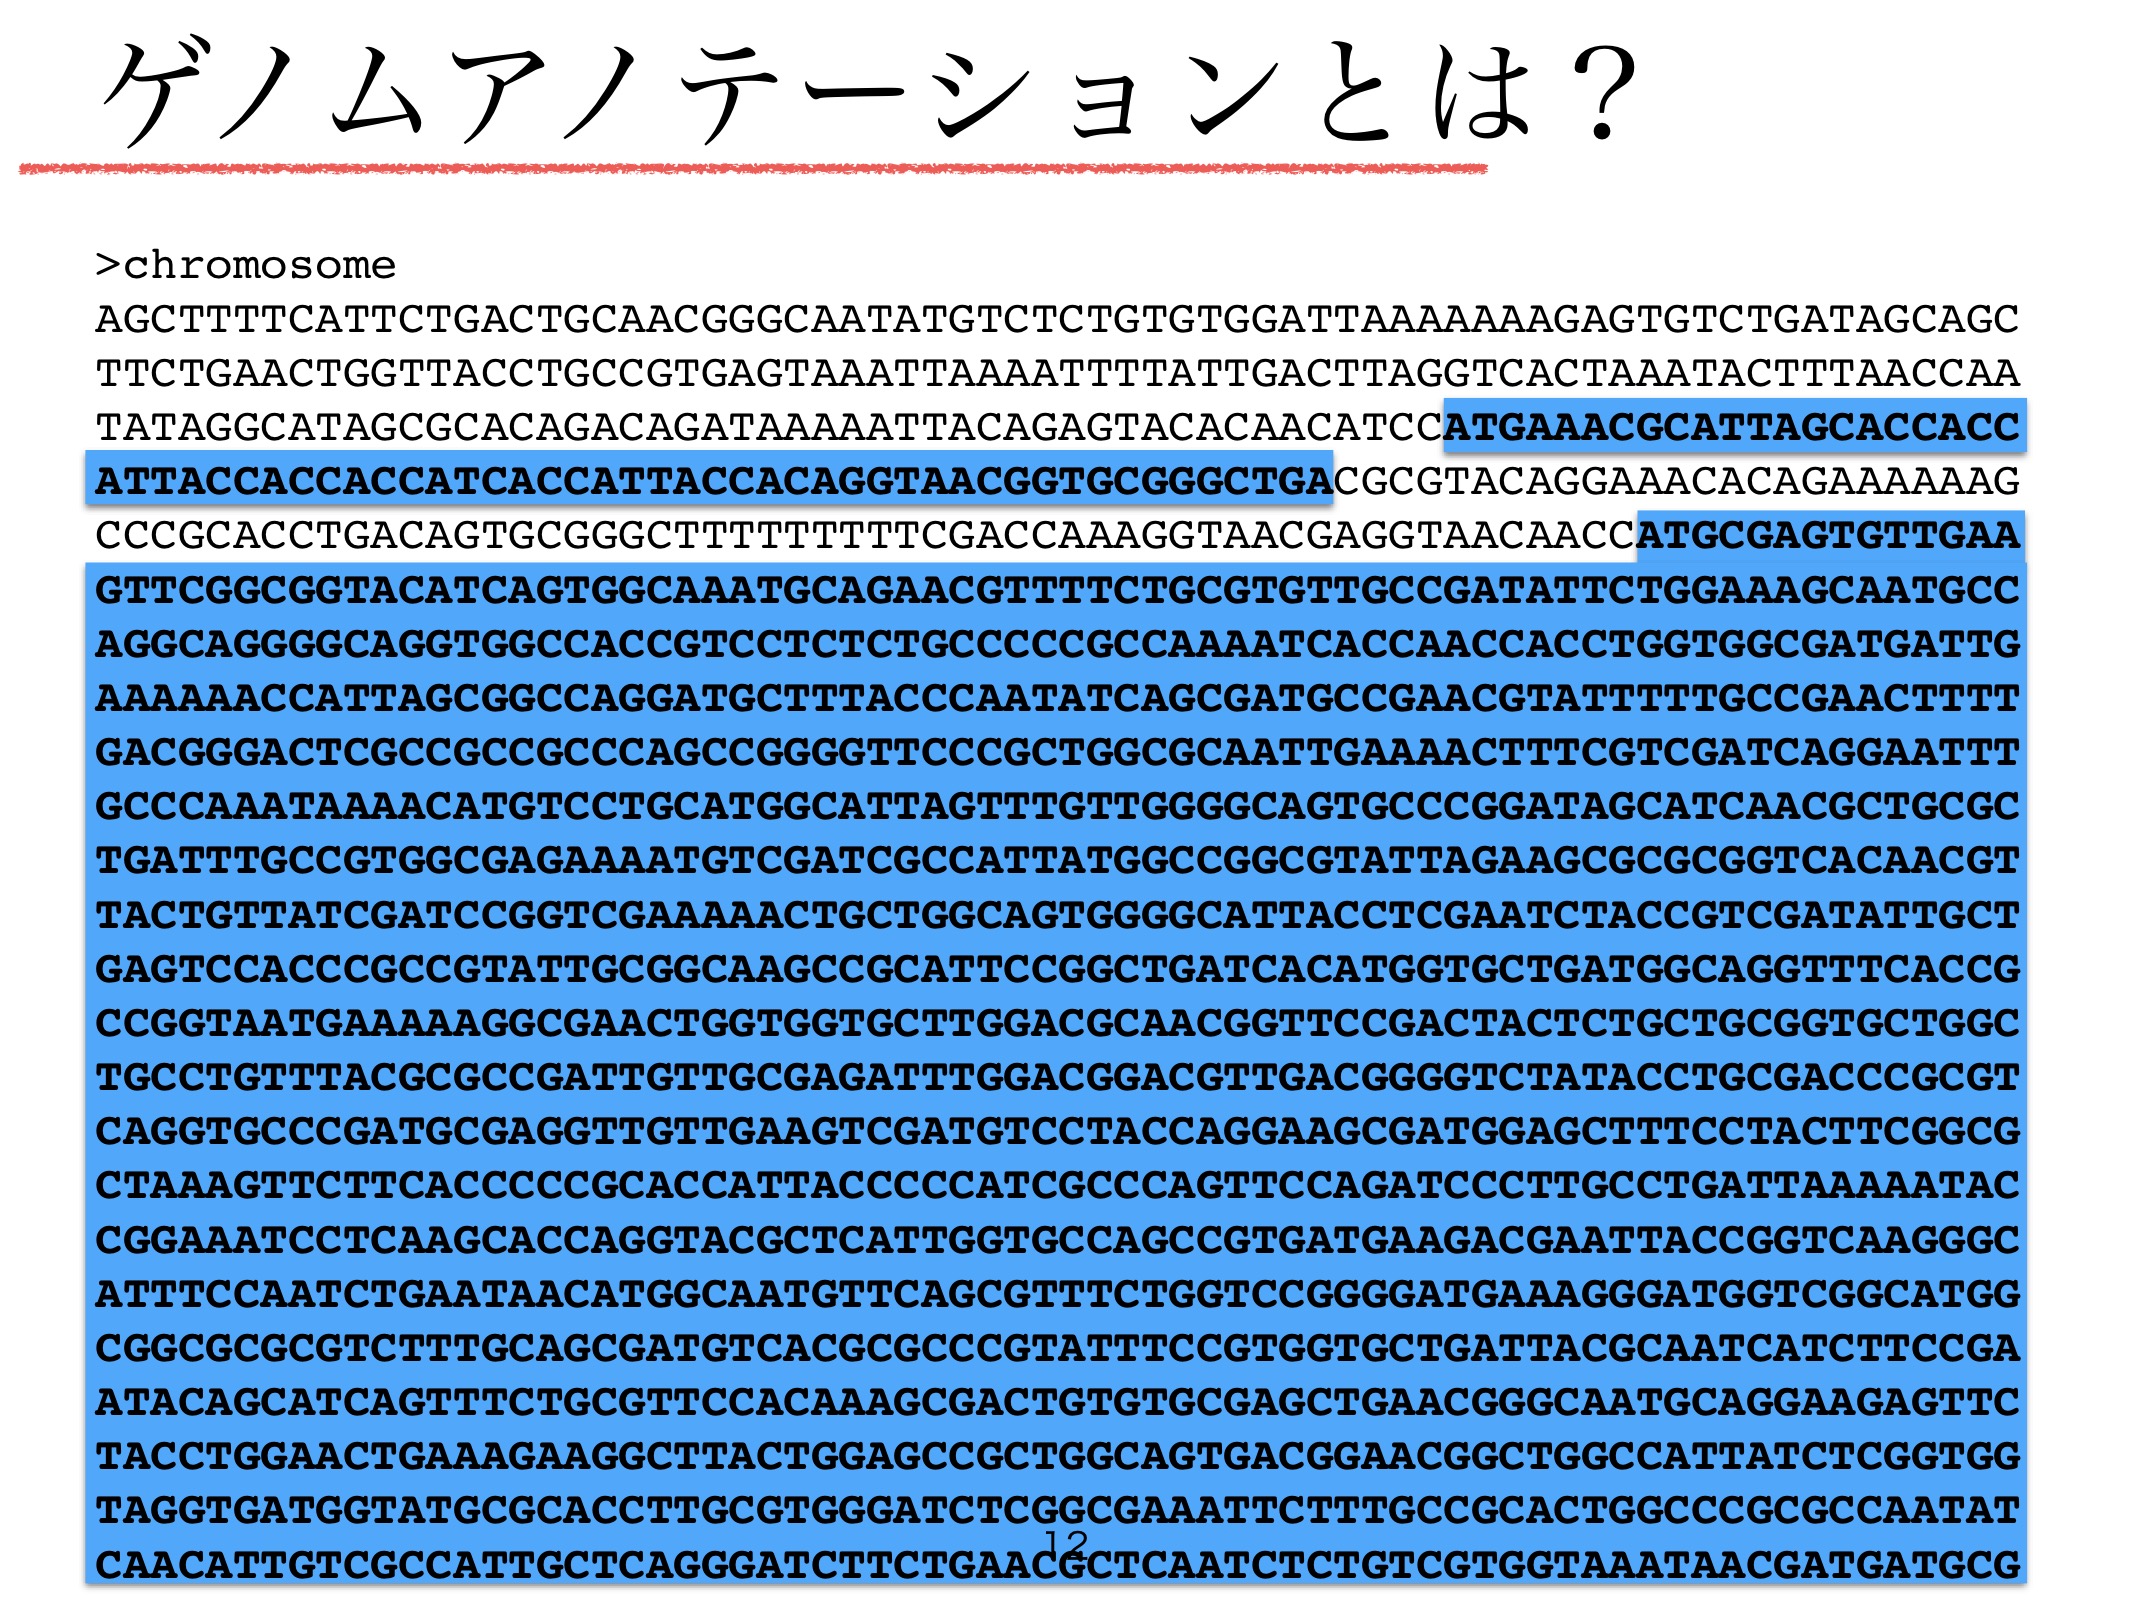 ゲノムアノテーションとは？
>chromosome
AGCTTTTCATTCTGACTGCAACGGGCAATATGTCTCTGTGTGGATTAAAAAAAGAGTGTCTGATAGCAGC
TTCTGAACTGGTTACCTGCCGTGAGTAAATTAAAATTTTATTGACTTAGGTCACTAAATACTTTAACCAA
TATAGGCATAGCGCACAGACAGATAAAAATTACAGAGTACACAACATCCATGAAACGCATTAGCACCACC
ATTACCACCACCATCACCATTACCACAGGTAACGGTGCGGGCTGACGCGTACAGGAAACACAGAAAAAAG
CCCGCACCTGACAGTGCGGGCTTTTTTTTTCGACCAAAGGTAACGAGGTAACAACCATGCGAGTGTTGAA
GTTCGGCGGTACATCAGTGGCAAATGCAGAACGTTTTCTGCGTGTTGCCGATATTCTGGAAAGCAATGCC
AGGCAGGGGCAGGTGGCCACCGTCCTCTCTGCCCCCGCCAAAATCACCAACCACCTGGTGGCGATGATTG
AAAAAACCATTAGCGGCCAGGATGCTTTACCCAATATCAGCGATGCCGAACGTATTTTTGCCGAACTTTT
GACGGGACTCGCCGCCGCCCAGCCGGGGTTCCCGCTGGCGCAATTGAAAACTTTCGTCGATCAGGAATTT
GCCCAAATAAAACATGTCCTGCATGGCATTAGTTTGTTGGGGCAGTGCCCGGATAGCATCAACGCTGCGC
TGATTTGCCGTGGCGAGAAAATGTCGATCGCCATTATGGCCGGCGTATTAGAAGCGCGCGGTCACAACGT
TACTGTTATCGATCCGGTCGAAAAACTGCTGGCAGTGGGGCATTACCTCGAATCTACCGTCGATATTGCT
GAGTCCACCCGCCGTATTGCGGCAAGCCGCATTCCGGCTGATCACATGGTGCTGATGGCAGGTTTCACCG
CCGGTAATGAAAAAGGCGAACTGGTGGTGCTTGGACGCAACGGTTCCGACTACTCTGCTGCGGTGCTGGC
TGCCTGTTTACGCGCCGATTGTTGCGAGATTTGGACGGACGTTGACGGGGTCTATACCTGCGACCCGCGT
CAGGTGCCCGATGCGAGGTTGTTGAAGTCGATGTCCTACCAGGAAGCGATGGAGCTTTCCTACTTCGGCG
CTAAAGTTCTTCACCCCCGCACCATTACCCCCATCGCCCAGTTCCAGATCCCTTGCCTGATTAAAAATAC
CGGAAATCCTCAAGCACCAGGTACGCTCATTGGTGCCAGCCGTGATGAAGACGAATTACCGGTCAAGGGC
ATTTCCAATCTGAATAACATGGCAATGTTCAGCGTTTCTGGTCCGGGGATGAAAGGGATGGTCGGCATGG
CGGCGCGCGTCTTTGCAGCGATGTCACGCGCCCGTATTTCCGTGGTGCTGATTACGCAATCATCTTCCGA
ATACAGCATCAGTTTCTGCGTTCCACAAAGCGACTGTGTGCGAGCTGAACGGGCAATGCAGGAAGAGTTC
TACCTGGAACTGAAAGAAGGCTTACTGGAGCCGCTGGCAGTGACGGAACGGCTGGCCATTATCTCGGTGG
TAGGTGATGGTATGCGCACCTTGCGTGGGATCTCGGCGAAATTCTTTGCCGCACTGGCCCGCGCCAATAT
12
CAACATTGTCGCCATTGCTCAGGGATCTTCTGAACGCTCAATCTCTGTCGTGGTAAATAACGATGATGCG